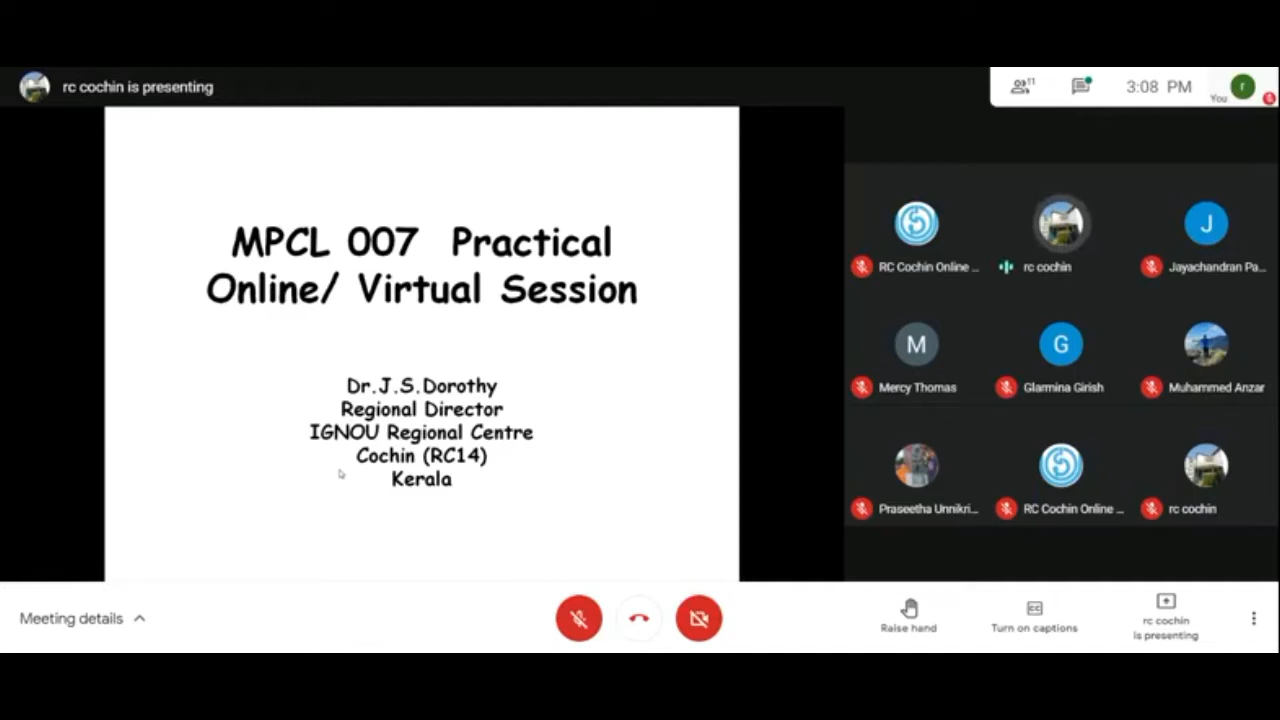 rc cochin is presenting
11
3:08 PM
You
r
MPCL 007 Practical
Online/ Virtual Session
Dr.J.S.Dorothy
Regional Director
IGNOU Regional Centre
Cochin (RC14)
Kerala
RC Cochin Online ...
rc cochin
J
Jayachandran Pa...
M
Mercy Thomas
G
Glarmina Girish
Muhammed Anzar
Praseetha Unnikri...
RC Cochin Online ...
rc cochin
Meeting details
Raise hand
CC
Turn on captions
rc cochin
is presenting